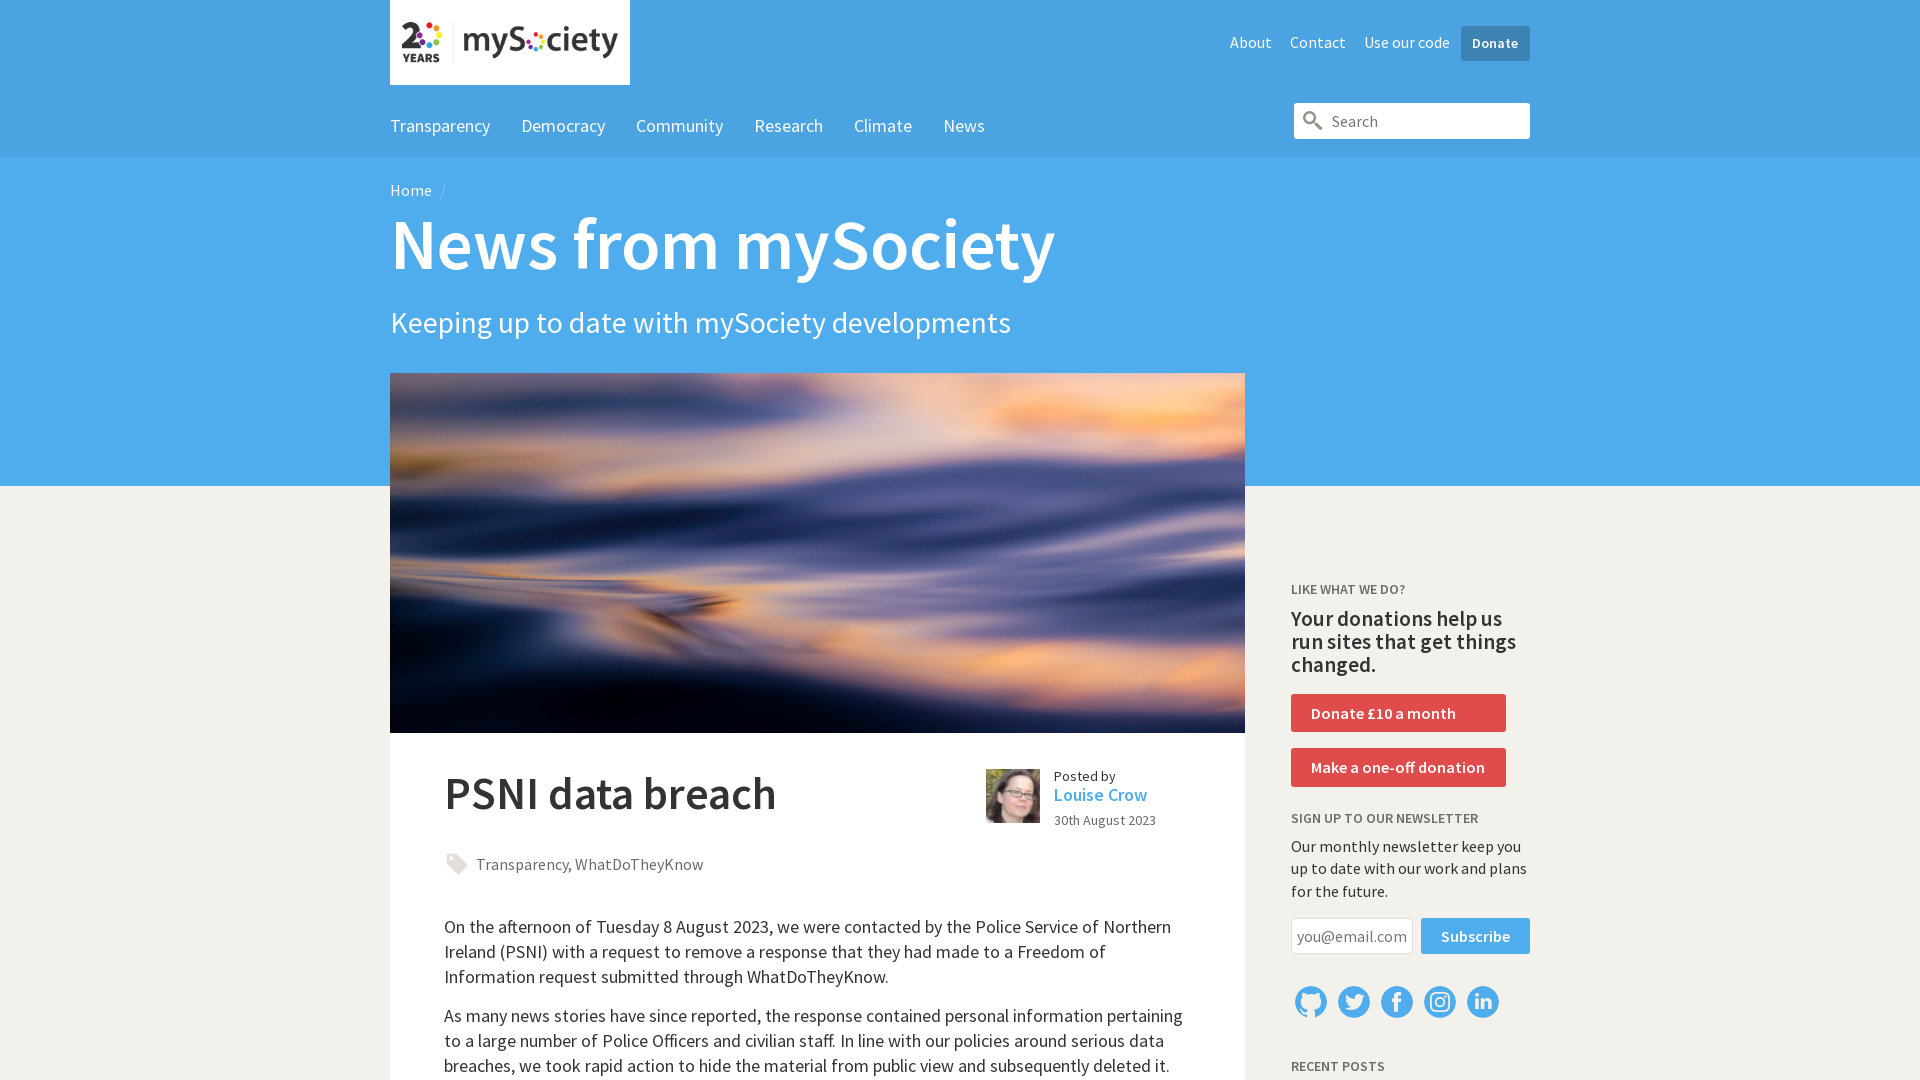 20 YEARS mySociety
About Contact Use our code Donate
Transparency Democracy Community Research Climate News Search
Home /
News from mySociety
Keeping up to date with mySociety developments
LIKE WHAT WE DO?
Your donations help us
run sites that get things
changed.
Donate £10 a month
Make a one-off donation
PSNI data breach
Posted by
Louise Crow
30th August 2023
Transparency, WhatDoTheyKnow
On the afternoon of Tuesday 8 August 2023, we were contacted by the Police Service of Northern
Ireland (PSNI) with a request to remove a response that they had made to a Freedom of
Information request submitted through WhatDoTheyKnow.
As many news stories have since reported, the response contained personal information pertaining
to a large number of Police Officers and civilian staff. In line with our policies around serious data
breaches, we took rapid action to hide the material from public view and subsequently deleted it.
SIGN UP TO OUR NEWSLETTER
Our monthly newsletter keep you
up to date with our work and plans
for the future.
you@email.com Subscribe
RECENT POSTS